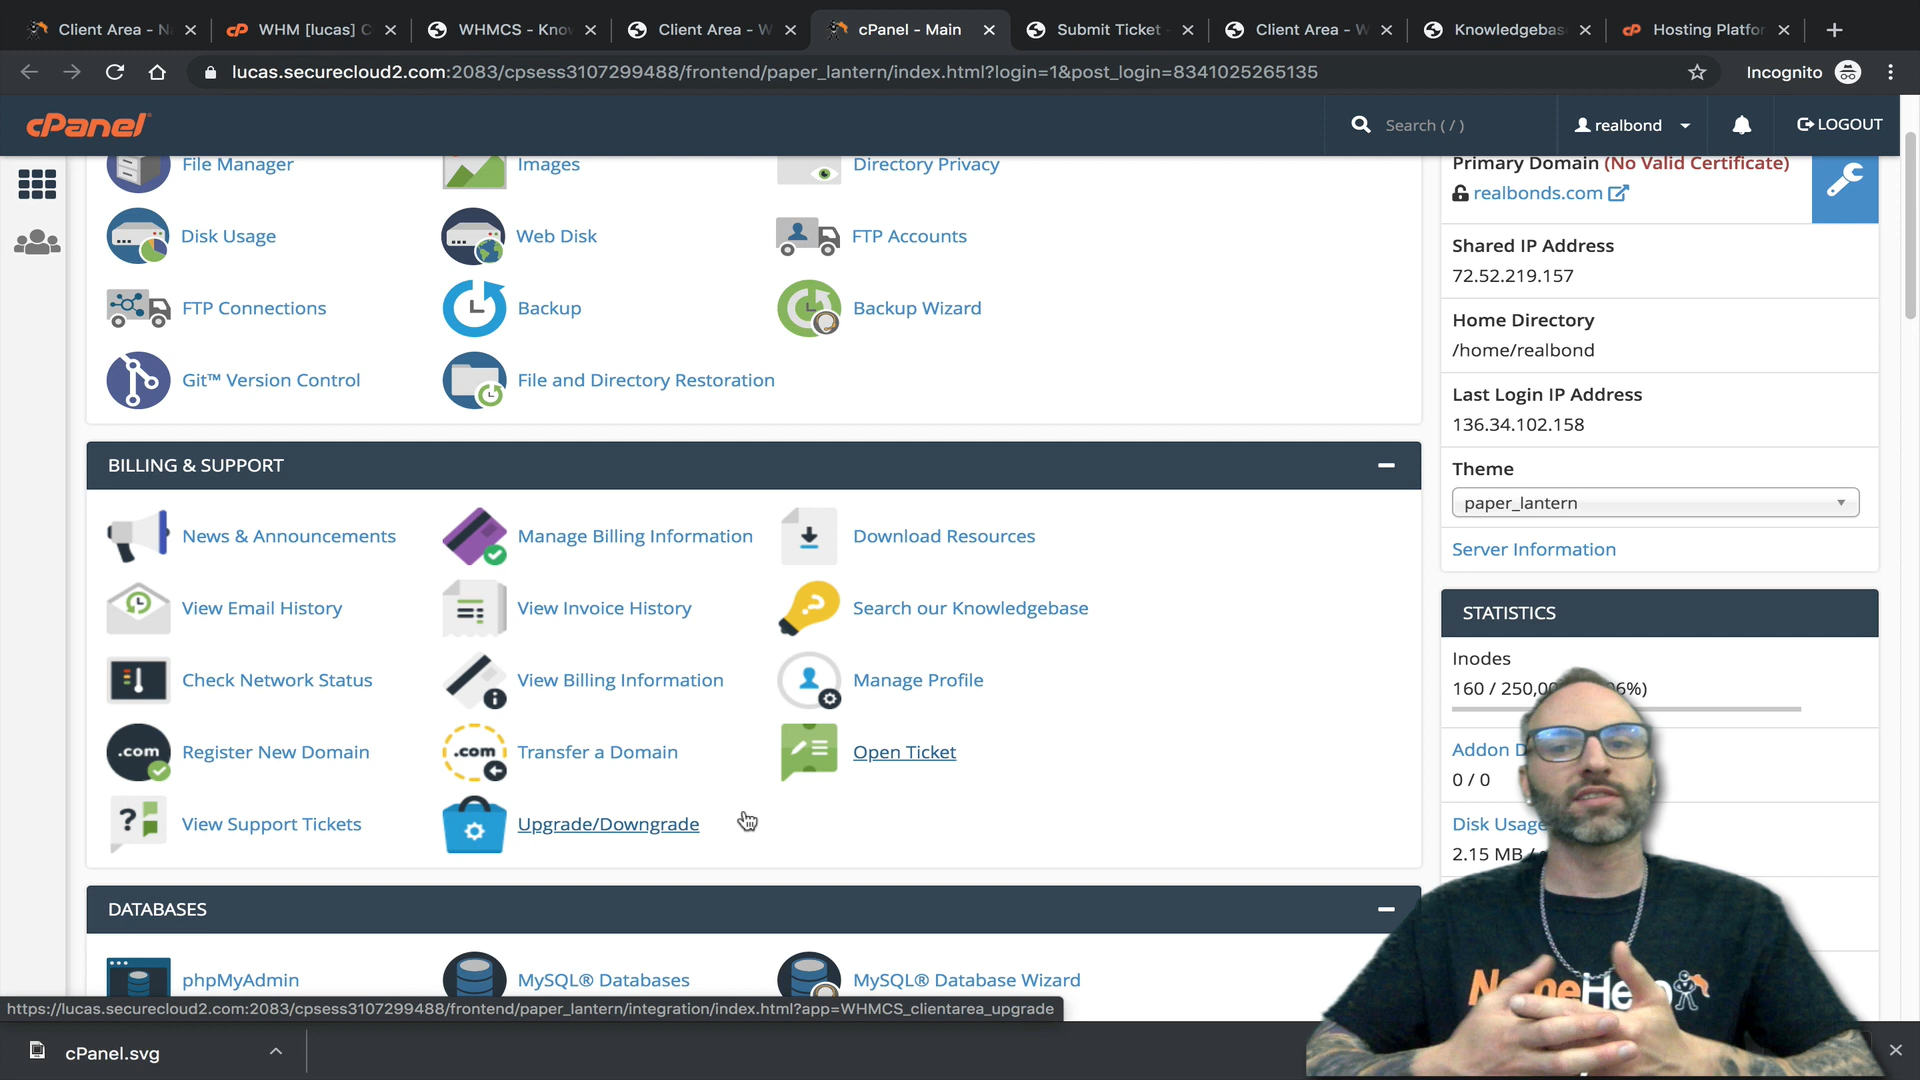 Client Area - N
WHM [lucas] C
WHMCS - Know
Client Area - W
cPanel - Main
Submit Ticket -
Client Area - W
Knowledgebas
Hosting Platfor
lucas.securecloud2.com:2083/cpsess3107299488/frontend/paper_lantern/index.html?login=1&post_login=8341025265135
Incognito
cPanel
Search ( / )
realbond
LOGOUT
File Manager
Images
Directory Privacy
Disk Usage
Web Disk
FTP Accounts
FTP Connections
Backup
Backup Wizard
Git™ Version Control
File and Directory Restoration
BILLING & SUPPORT
News & Announcements
Manage Billing Information
Download Resources
View Email History
View Invoice History
Search our Knowledgebase
Check Network Status
View Billing Information
Manage Profile
.com
Register New Domain
.com
Transfer a Domain
Open Ticket
View Support Tickets
Upgrade/Downgrade
DATABASES
phpMyAdmin
MySQL® Databases
MySQL® Database Wizard
Primary Domain (No Valid Certificate)
realbonds.com
Shared IP Address
72.52.219.157
Home Directory
/home/realbond
Last Login IP Address
136.34.102.158
Theme
paper_lantern
Server Information
STATISTICS
Inodes
160 / 250,00 6%)
Addon D
0 / 0
Disk Usage
2.15 MB /
https://lucas.securecloud2.com:2083/cpsess3107299488/frontend/paper_lantern/integration/index.html?app=WHMCS_clientarea_upgrade
cPanel.svg